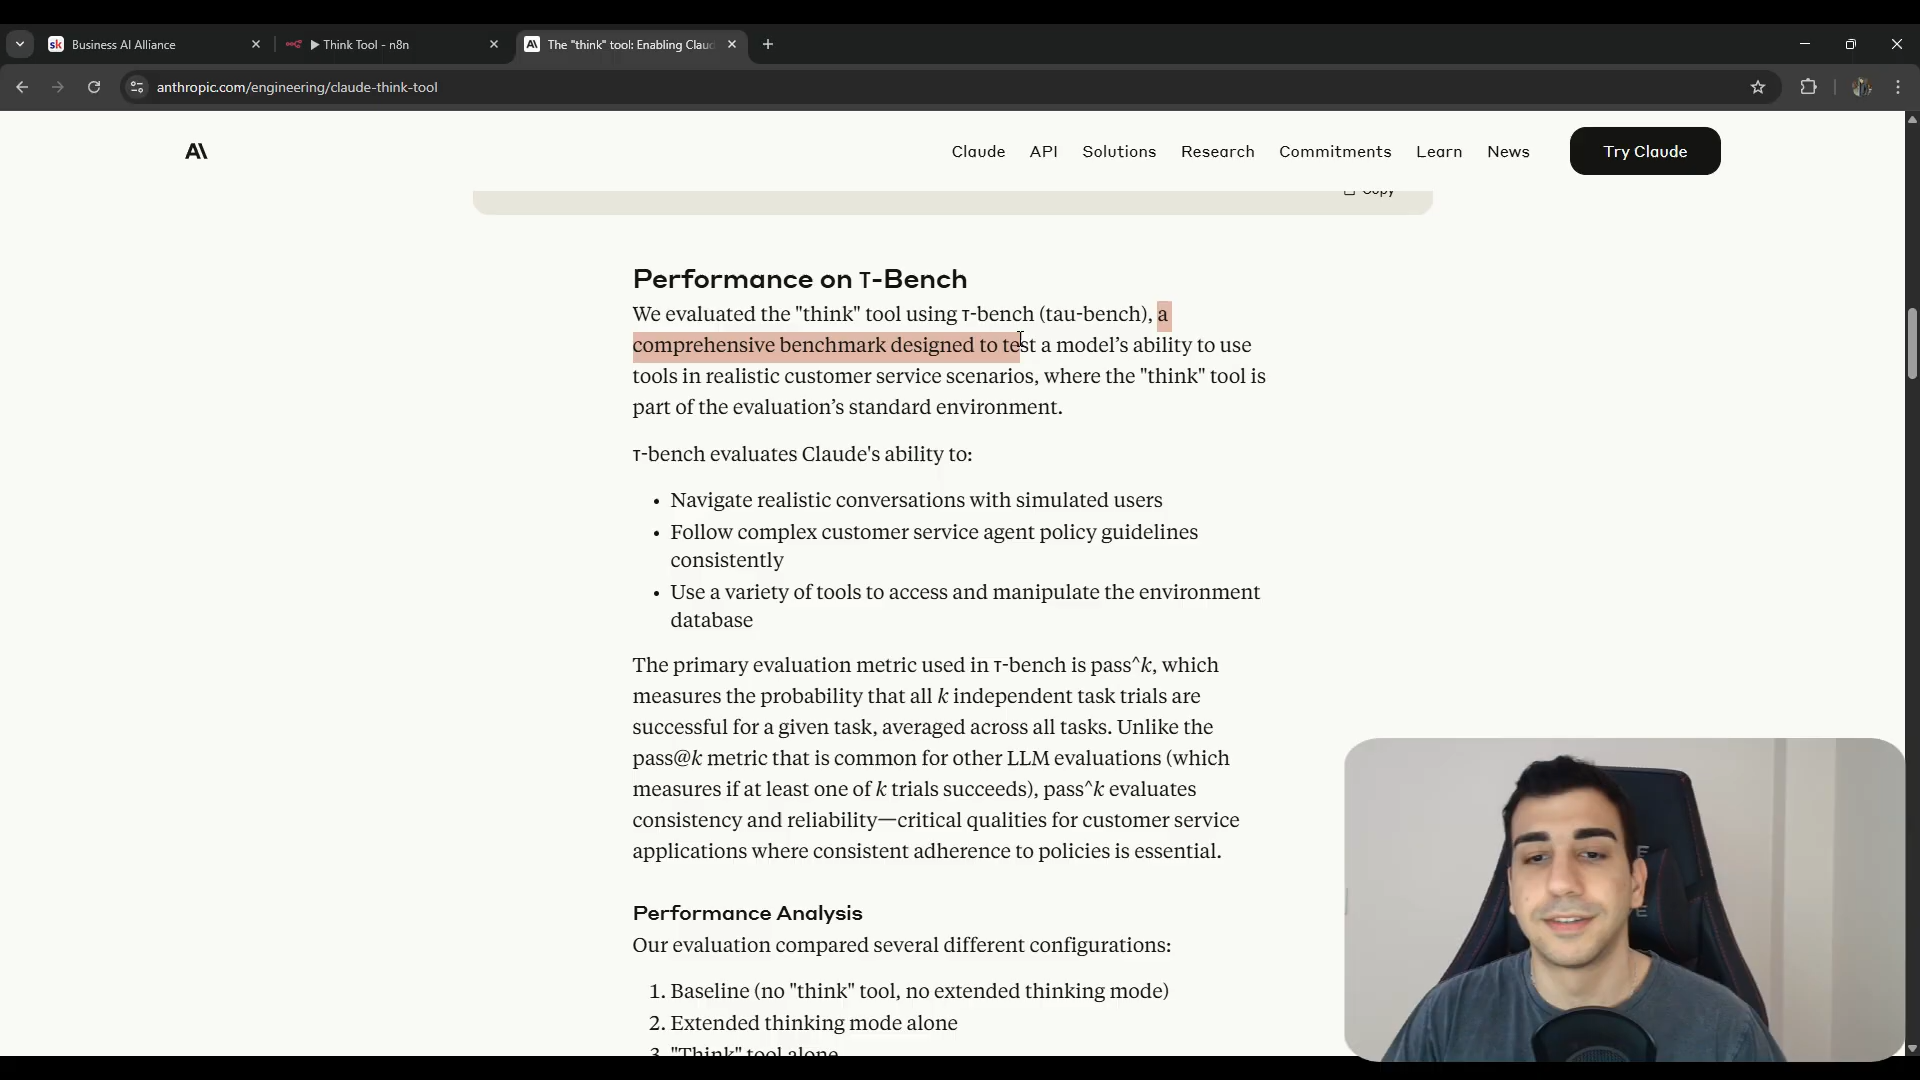 Business AI Alliance
▶ Think Tool - n8n
The "think" tool: Enabling Clau
anthropic.com/engineering/claude-think-tool
Claude API Solutions Research Commitments Learn News Try Claude
Copy
Performance on τ-Bench
We evaluated the "think" tool using τ-bench (tau-bench), a
comprehensive benchmark designed to test a model’s ability to use
tools in realistic customer service scenarios, where the "think" tool is
part of the evaluation’s standard environment.
τ-bench evaluates Claude's ability to:
• Navigate realistic conversations with simulated users
• Follow complex customer service agent policy guidelines
consistently
• Use a variety of tools to access and manipulate the environment
database
The primary evaluation metric used in τ-bench is pass^k, which
measures the probability that all k independent task trials are
successful for a given task, averaged across all tasks. Unlike the
pass@k metric that is common for other LLM evaluations (which
measures if at least one of k trials succeeds), pass^k evaluates
consistency and reliability—critical qualities for customer service
applications where consistent adherence to policies is essential.
Performance Analysis
Our evaluation compared several different configurations:
1. Baseline (no "think" tool, no extended thinking mode)
2. Extended thinking mode alone
3. "Think" tool alone